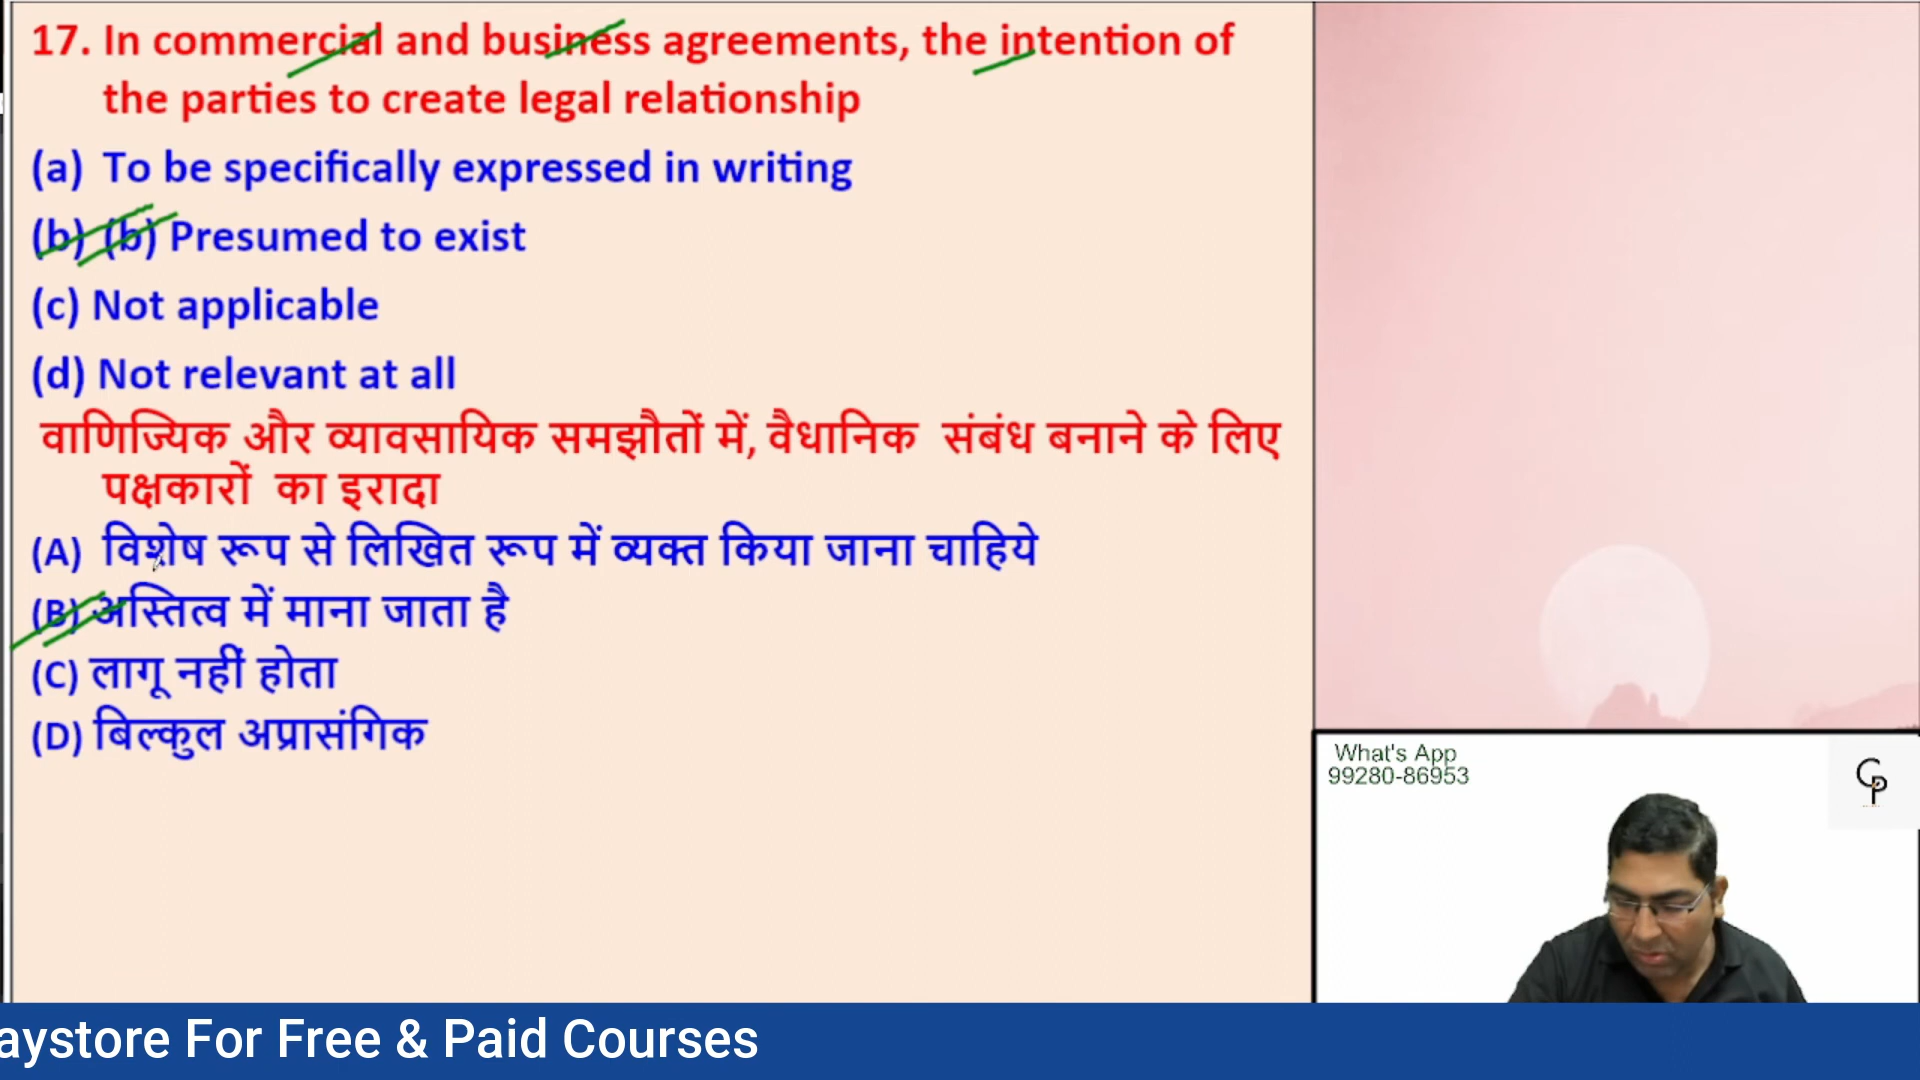 17. In commercial and business agreements, the intention of
the parties to create legal relationship
(a) To be specifically expressed in writing
(b) (b) Presumed to exist
(c) Not applicable
(d) Not relevant at all
वाणिज्यिक और व्यावसायिक समझौतों में, वैधानिक संबंध बनाने के लिए
पक्षकारों का इरादा
(A) विशेष रूप से लिखित रूप में व्यक्त किया जाना चाहिये
(B) अस्तित्व में माना जाता है
(C) लागू नहीं होता
(D) बिल्कुल अप्रासंगिक
What's App
99280-86953
CP
aystore For Free & Paid Courses